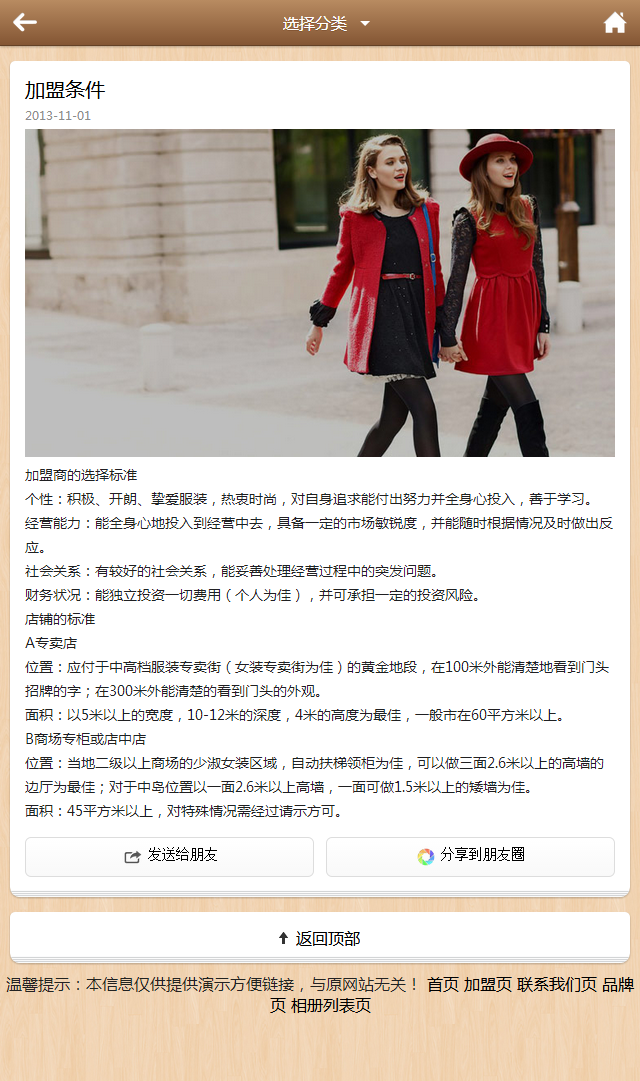 选择分类
加盟条件
2013-11-01
加盟商的选择标准
个性：积极、开朗、挚爱服装，热衷时尚，对自身追求能付出努力并全身心投入，善于学习。
经营能力：能全身心地投入到经营中去，具备一定的市场敏锐度，并能随时根据情况及时做出反
应。
社会关系：有较好的社会关系，能妥善处理经营过程中的突发问题。
财务状况：能独立投资一切费用（个人为佳），并可承担一定的投资风险。
店铺的标准
A专卖店
位置：应付于中高档服装专卖街（女装专卖街为佳）的黄金地段，在100米外能清楚地看到门头
招牌的字；在300米外能清楚的看到门头的外观。
面积：以5米以上的宽度，10-12米的深度，4米的高度为最佳，一般市在60平方米以上。
B商场专柜或店中店
位置：当地二级以上商场的少淑女装区域，自动扶梯领柜为佳，可以做三面2.6米以上的高墙的
边厅为最佳；对于中岛位置以一面2.6米以上高墙，一面可做1.5米以上的矮墙为佳。
面积：45平方米以上，对特殊情况需经过请示方可。
发送给朋友
分享到朋友圈
返回顶部
温馨提示：本信息仅供提供演示方便链接，与原网站无关！ 首页 加盟页 联系我们页 品牌
页 相册列表页